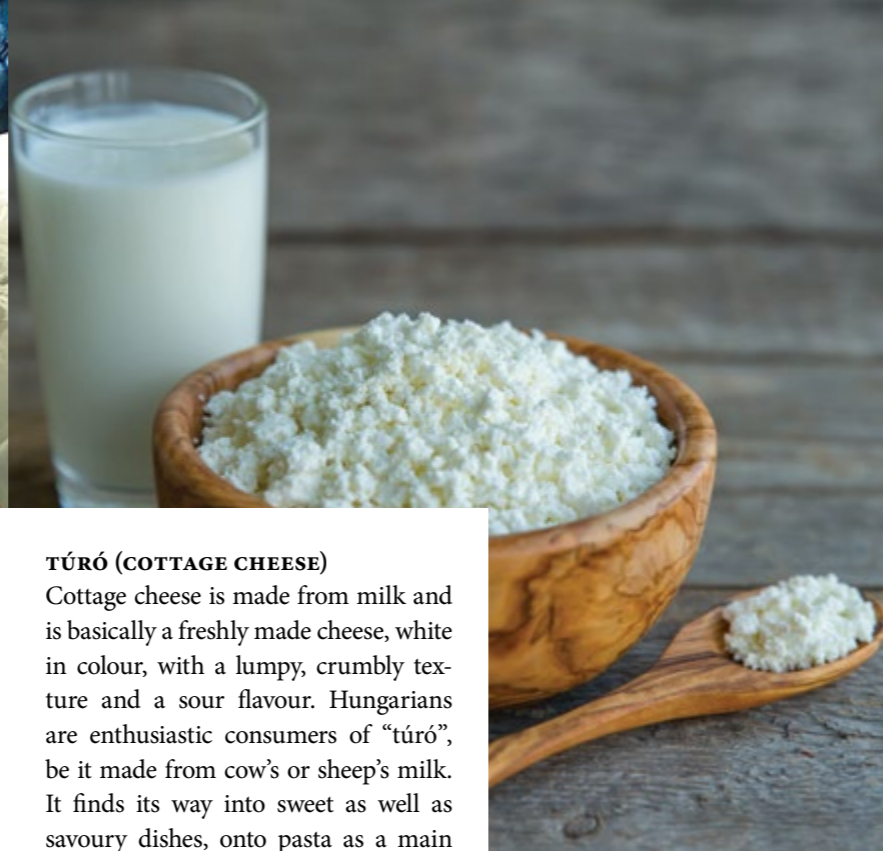 TÚRÓ (COTTAGE CHEESE)
Cottage cheese is made from milk and
is basically a freshly made cheese, white
in colour, with a lumpy, crumbly tex-
ture and a sour flavour. Hungarians
are enthusiastic consumers of “túró”,
be it made from cow’s or sheep’s milk.
It finds its way into sweet as well as
savoury dishes, onto pasta as a main